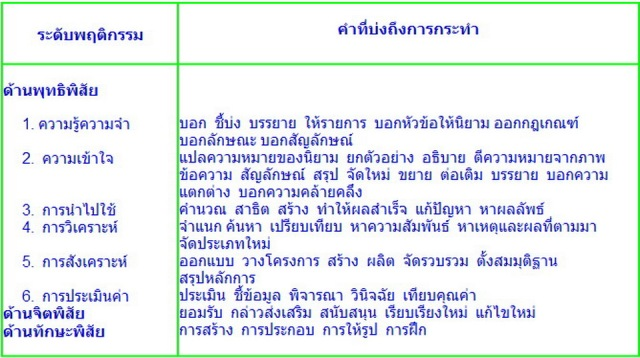 ระดับพฤติกรรม คำที่บ่งถึงการกระทำ
ด้านพุทธิพิสัย
1. ความรู้ความจำ บอก ชี้บ่ง บรรยาย ให้รายการ บอกหัวข้อให้นิยาม ออกกฎเกณฑ์
บอกลักษณะ บอกสัญลักษณ์
2. ความเข้าใจ แปลความหมายของนิยาม ยกตัวอย่าง อธิบาย ตีความหมายจากภาพ
ข้อความ สัญลักษณ์ สรุป จัดใหม่ ขยาย ต่อเติม บรรยาย บอกความ
แตกต่าง บอกความคล้ายคลึง
3. การนำไปใช้ คำนวณ สาธิต สร้าง ทำให้ผลสำเร็จ แก้ปัญหา หาผลลัพธ์
4. การวิเคราะห์ จำแนก ค้นหา เปรียบเทียบ หาความสัมพันธ์ หาเหตุและผลที่ตามมา
จัดประเภทใหม่
5. การสังเคราะห์ ออกแบบ วางโครงการ สร้าง ผลิต จัดรวบรวม ตั้งสมมุติฐาน
สรุปหลักการ
6. การประเมินค่า ประเมิน ชี้ข้อมูล พิจารณา วินิจฉัย เทียบคุณค่า
ด้านจิตพิสัย ยอมรับ กล่าวส่งเสริม สนับสนุน เรียบเรียงใหม่ แก้ไขใหม่
ด้านทักษะพิสัย การสร้าง การประกอบ การให้รูป การฝึก